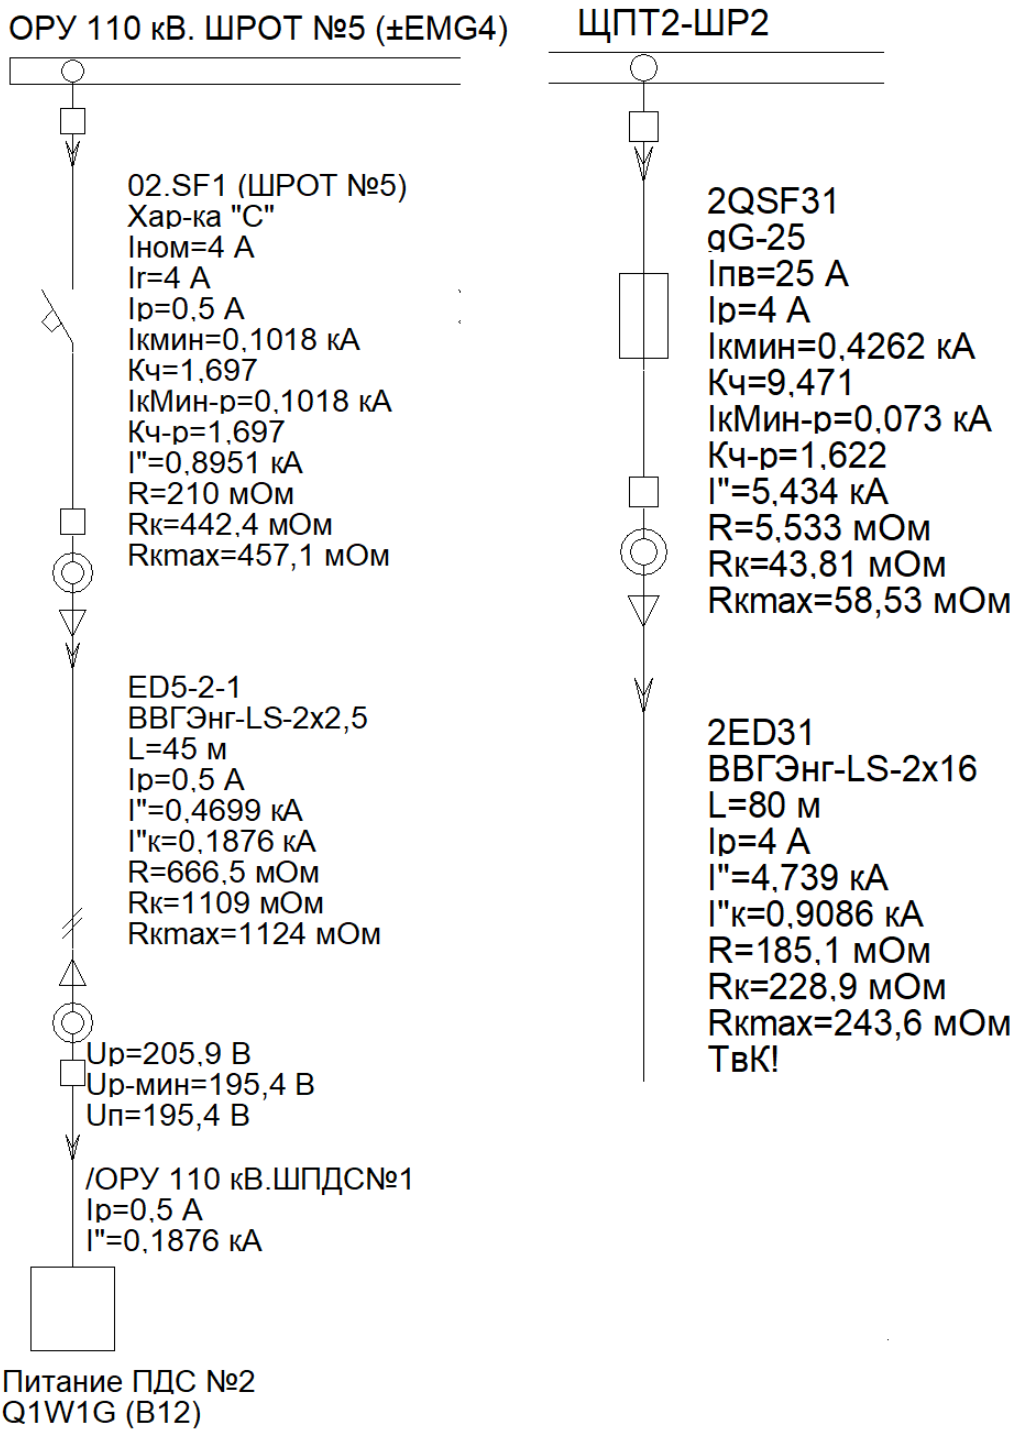 ОРУ 110 кВ. ШРОТ №5 (±EMG4)
02.SF1 (ШРОТ №5)
Хар-ка "С"
Iном=4 А
Ir=4 А
Iр=0,5 А
Iкмин=0,1018 кА
Кч=1,697
IкМин-р=0,1018 кА
Кч-р=1,697
I"=0,8951 кА
R=210 мОм
Rк=442,4 мОм
Rкmax=457,1 мОм
ED5-2-1
ВВГЭнг-LS-2x2,5
L=45 м
Iр=0,5 А
I"=0,4699 кА
I"к=0,1876 кА
R=666,5 мОм
Rк=1109 мОм
Rкmax=1124 мОм
Uр=205,9 В
Uр-мин=195,4 В
Uп=195,4 В
/ОРУ 110 кВ.ШПДС№1
Iр=0,5 А
I"=0,1876 кА
Питание ПДС №2
Q1W1G (B12)
ЩПТ2-ШР2
2QSF31
gG-25
Iпв=25 А
Iр=4 А
Iкмин=0,4262 кА
Кч=9,471
IкМин-р=0,073 кА
Кч-р=1,622
I"=5,434 кА
R=5,533 мОм
Rк=43,81 мОм
Rкmax=58,53 мОм
2ED31
ВВГЭнг-LS-2x16
L=80 м
Iр=4 А
I"=4,739 кА
I"к=0,9086 кА
R=185,1 мОм
Rк=228,9 мОм
Rкmax=243,6 мОм
ТвК!